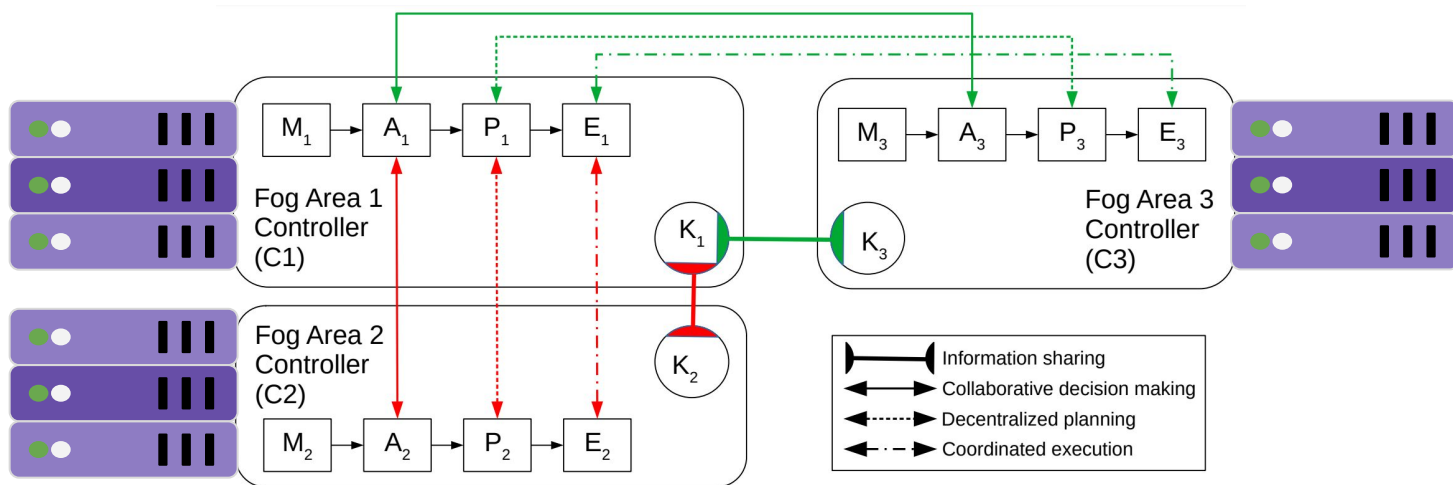 M₁ A₁ P₁ E₁
Fog Area 1
Controller
(C1)
K₁
M₃ A₃ P₃ E₃
Fog Area 3
Controller
(C3)
K₃
Fog Area 2
Controller
(C2)
K₂
M₂ A₂ P₂ E₂
Information sharing
Collaborative decision making
Decentralized planning
Coordinated execution